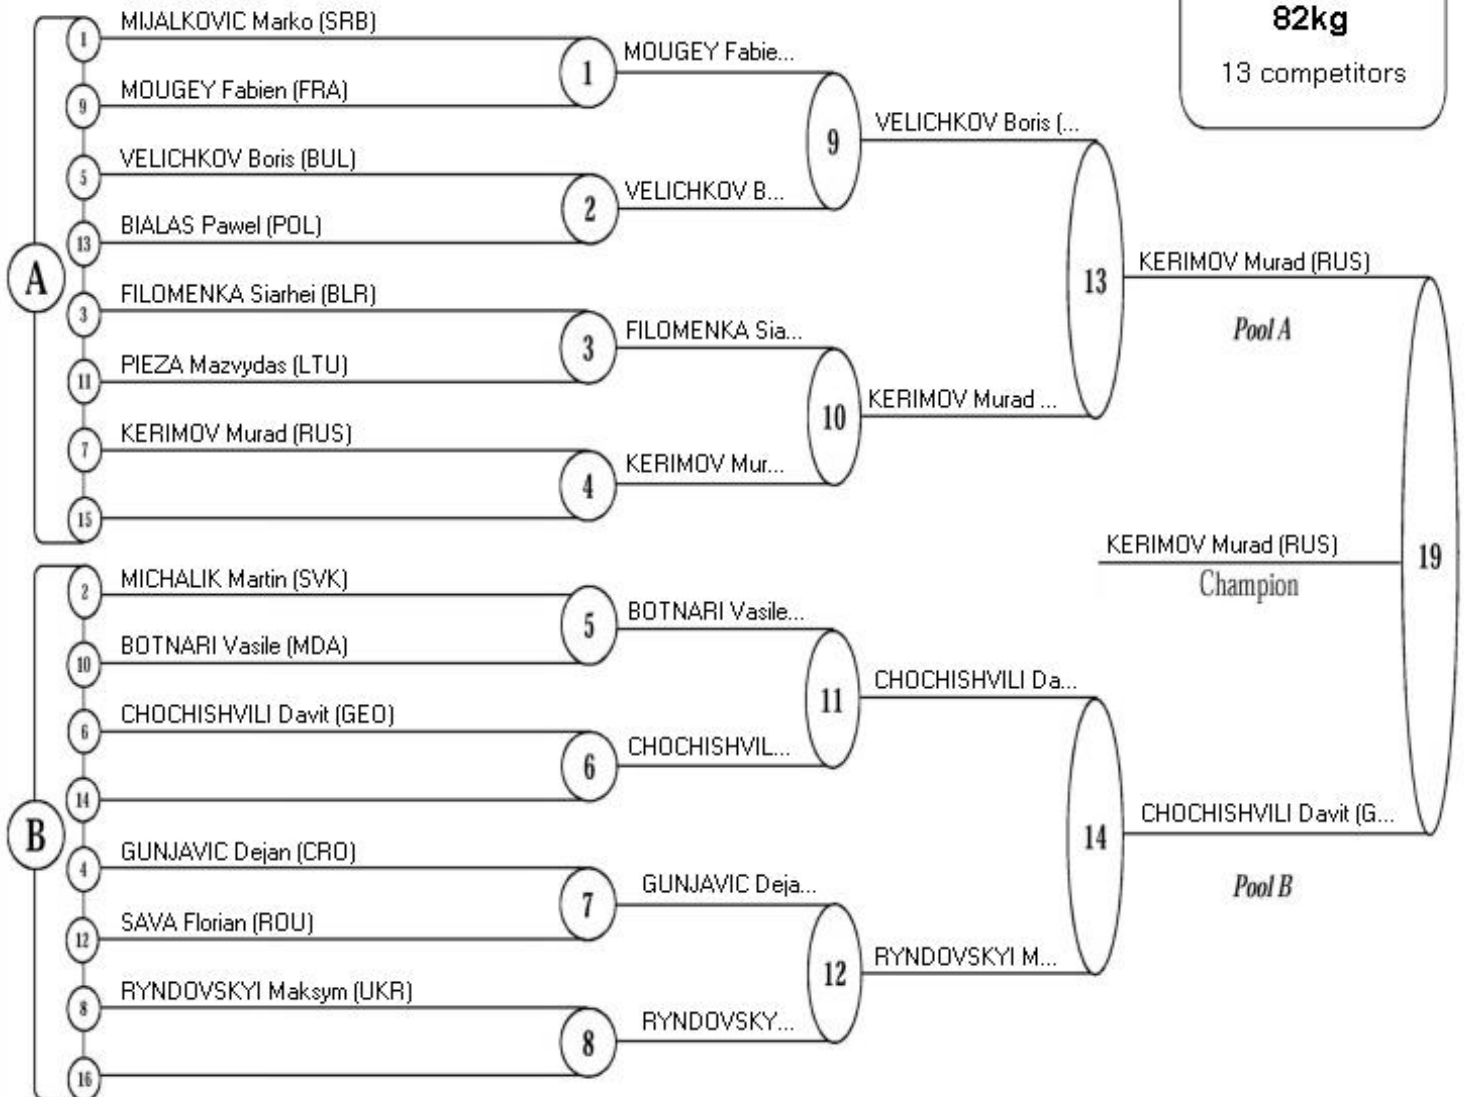 82kg
13 competitors
A
1 MIJALKOVIC Marko (SRB)
9 MOUGEY Fabien (FRA)
5 VELICHKOV Boris (BUL)
13 BIALAS Pawel (POL)
3 FILOMENKA Siarhei (BLR)
11 PIEZA Mazvydas (LTU)
7 KERIMOV Murad (RUS)
15
B
2 MICHALIK Martin (SVK)
10 BOTNARI Vasile (MDA)
6 CHOCHISHVILI Davit (GEO)
14
4 GUNJAVIC Dejan (CRO)
12 SAVA Florian (ROU)
8 RYNDOVSKYI Maksym (UKR)
16
1 MOUGEY Fabie...
2 VELICHKOV B...
3 FILOMENKA Sia...
4 KERIMOV Mur...
5 BOTNARI Vasile...
6 CHOCHISHVIL...
7 GUNJAVIC Deja...
8 RYNDOVSKY...
9 VELICHKOV Boris (...
10 KERIMOV Murad ...
11 CHOCHISHVILI Da...
12 RYNDOVSKYI M...
13 KERIMOV Murad (RUS)
Pool A
14 CHOCHISHVILI Davit (G...
Pool B
19
KERIMOV Murad (RUS)
Champion